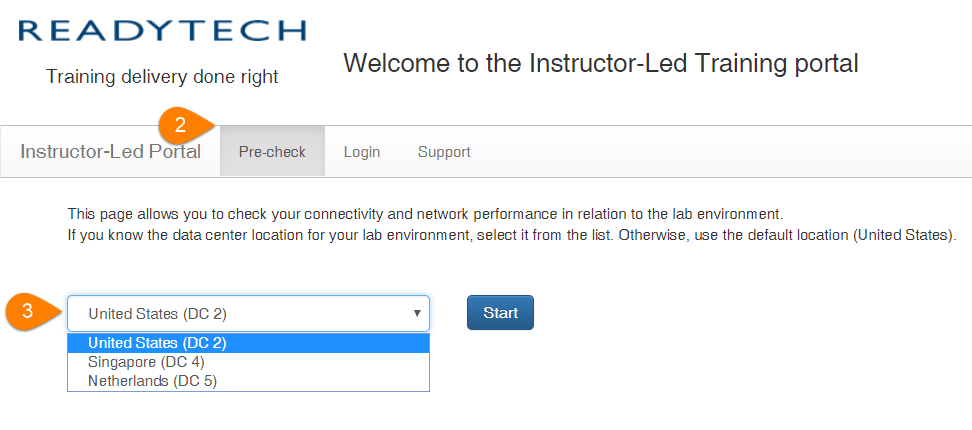 READYTECH
Training delivery done right
Welcome to the Instructor-Led Training portal
2
Instructor-Led Portal
Pre-check
Login
Support
This page allows you to check your connectivity and network performance in relation to the lab environment.
If you know the data center location for your lab environment, select it from the list. Otherwise, use the default location (United States).
3
United States (DC 2)
Start
United States (DC 2)
Singapore (DC 4)
Netherlands (DC 5)